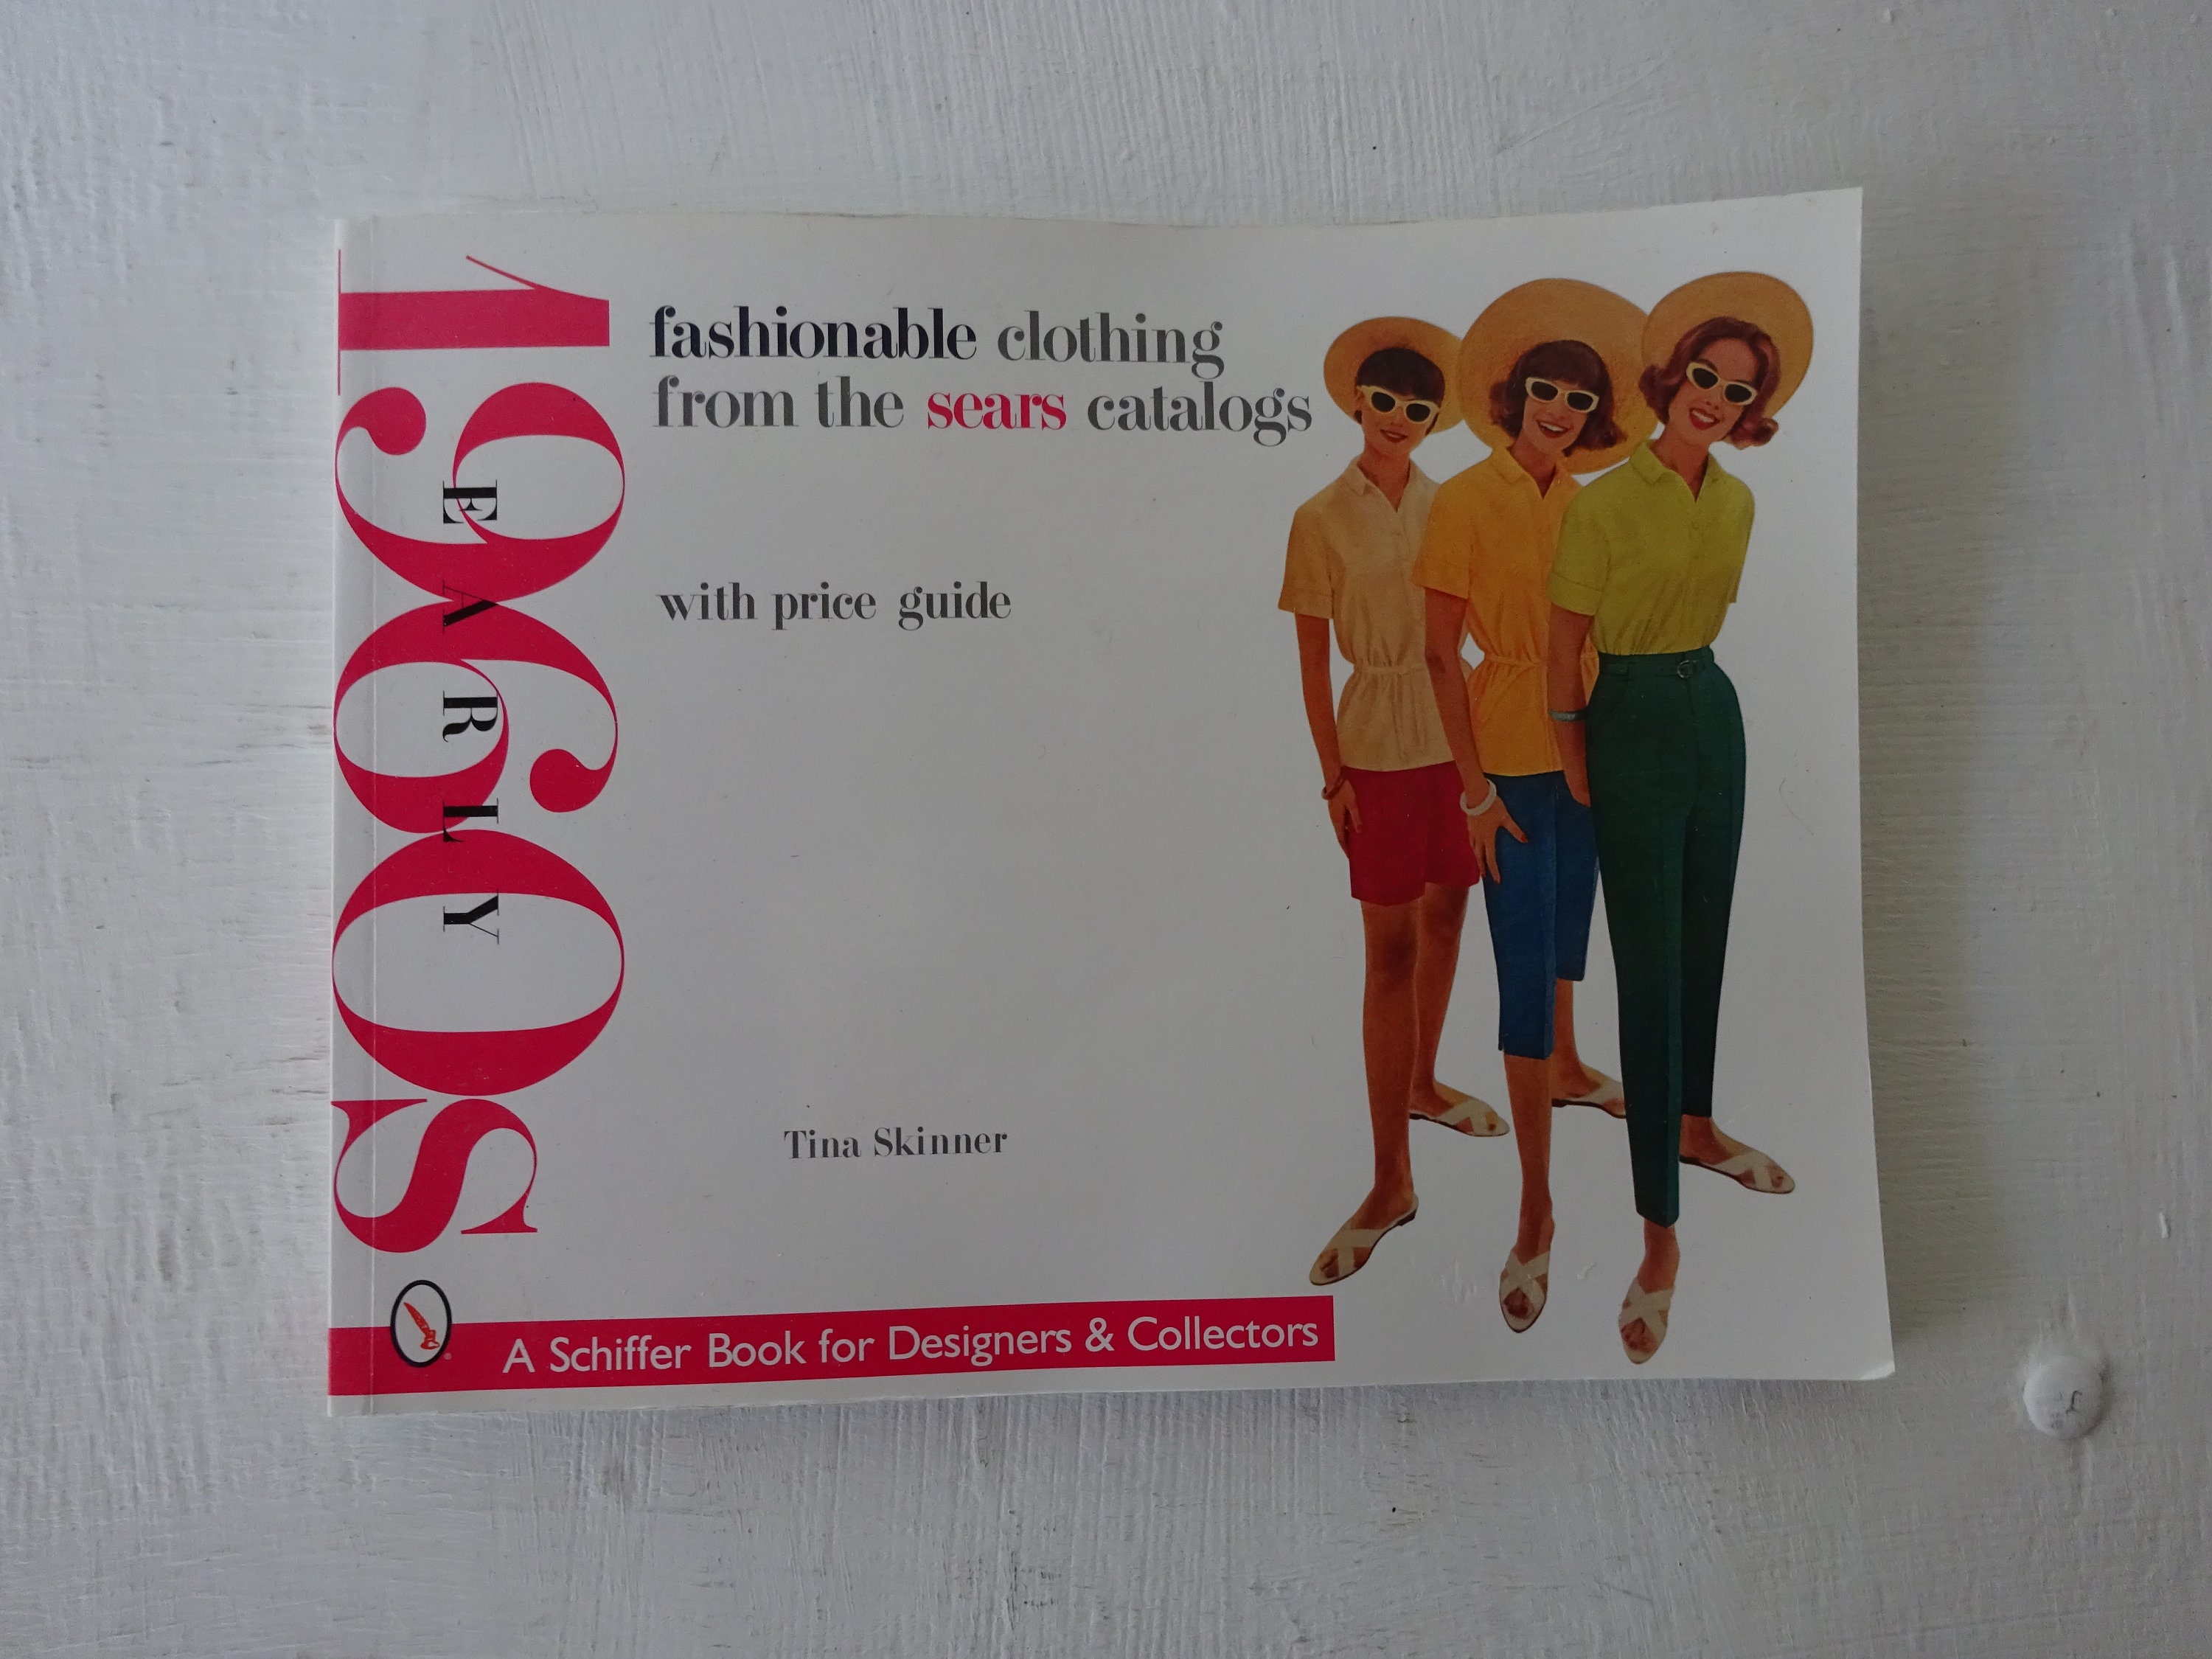 1960s
EARLY
fashionable clothing
from the sears catalogs
with price guide
Tina Skinner
A Schiffer Book for Designers & Collectors